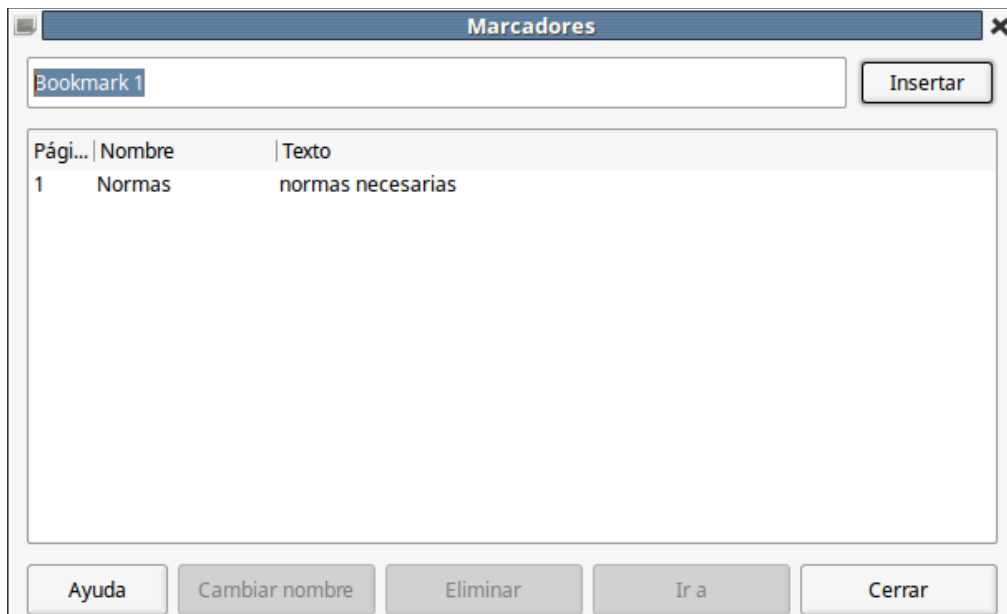 Marcadores
Bookmark 1 Insertar
Pági... Nombre Texto
1 Normas normas necesarias
Ayuda Cambiar nombre Eliminar Ir a Cerrar